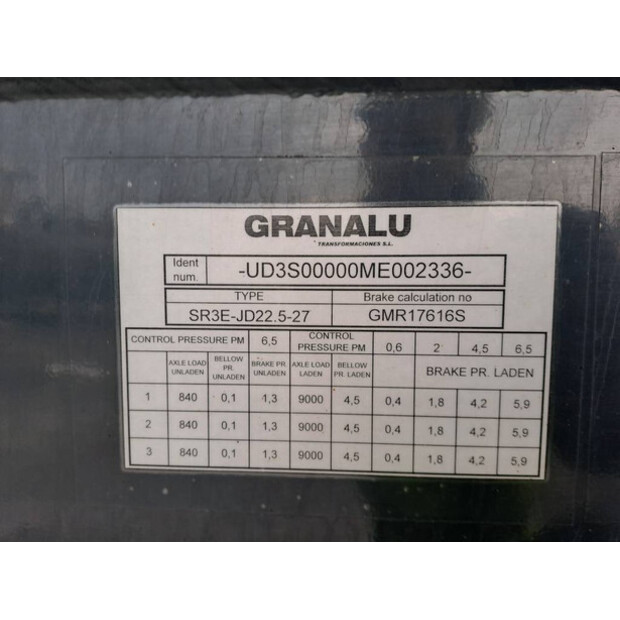 GRANALU
TRANSFORMACIONES S.L.
Ident num. -UD3S00000ME002336-
TYPE Brake calculation no
SR3E-JD22.5-27 GMR17616S
CONTROL PRESSURE PM 6,5 CONTROL PRESSURE PM 0,6 2 4,5 6,5
AXLE LOAD UNLADEN BELLOW PR. UNLADEN BRAKE PR. UNLADEN AXLE LOAD LADEN BELLOW PR. LADEN BRAKE PR. LADEN
1 840 0,1 1,3 9000 4,5 0,4 1,8 4,2 5,9
2 840 0,1 1,3 9000 4,5 0,4 1,8 4,2 5,9
3 840 0,1 1,3 9000 4,5 0,4 1,8 4,2 5,9